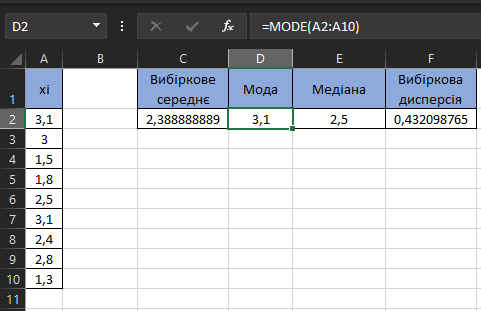 D2 fx =MODE(A2:A10)
A B C D E F
1 xi Вибіркове середнє Мода Медіана Вибіркова дисперсія
2 3,1 2,388888889 3,1 2,5 0,432098765
3 3
4 1,5
5 1,8
6 2,5
7 3,1
8 2,4
9 2,8
10 1,3
11